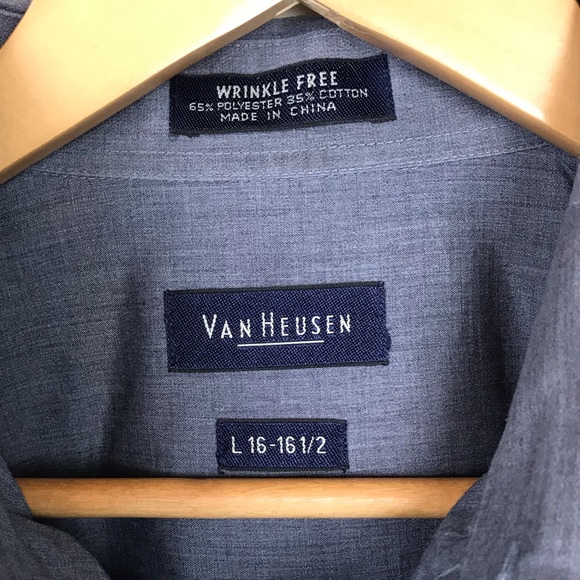 WRINKLE FREE
65% POLYESTER 35% COTTON
MADE IN CHINA
VAN HEUSEN
L 16-16 1/2